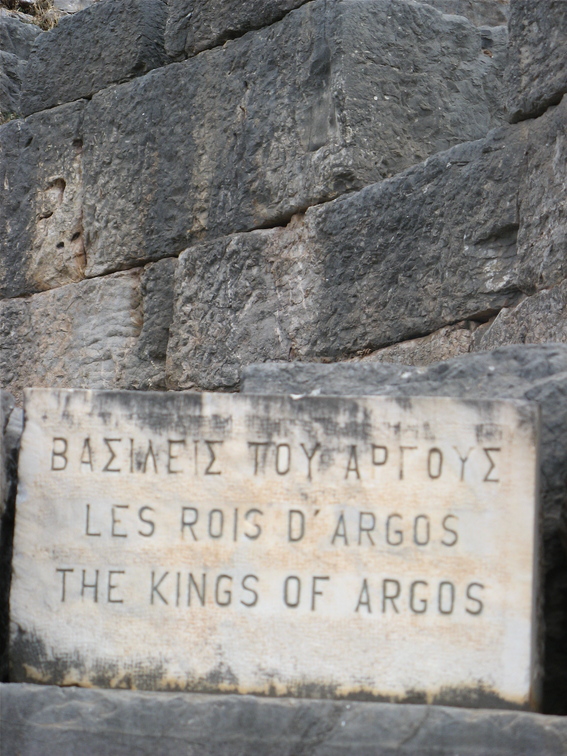 ΒΑΣΙΛΕΙΣ ΤΟΥ ΑΡΓΟΥΣ
LES ROIS D'ARGOS
THE KINGS OF ARGOS